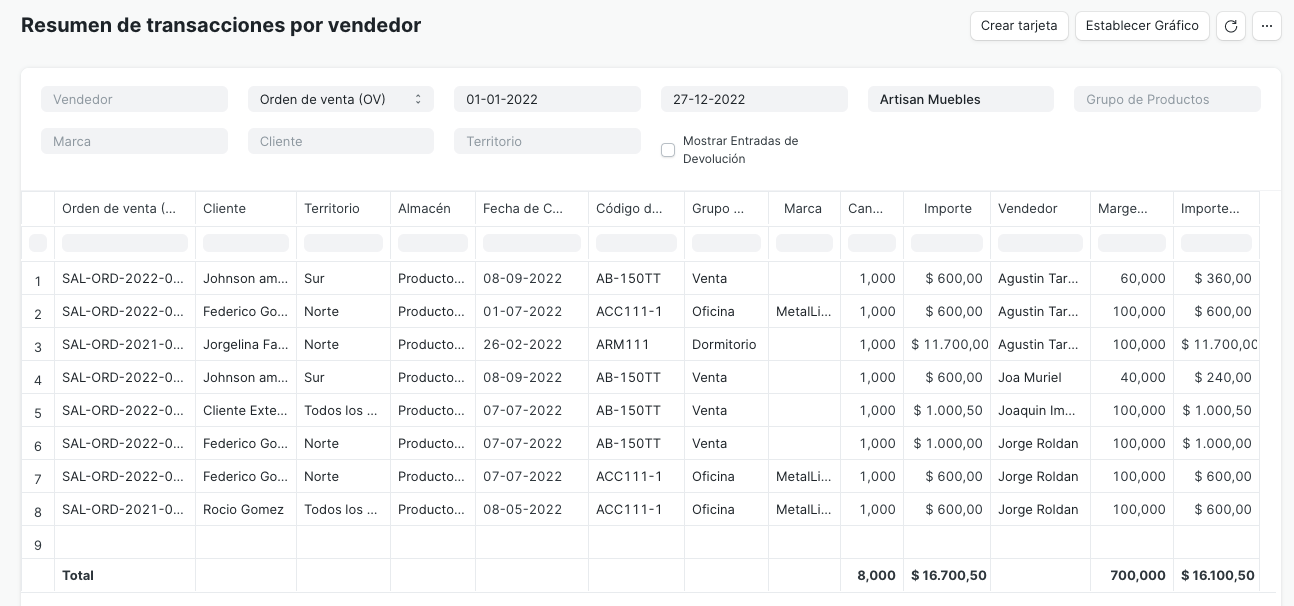 Resumen de transacciones por vendedor
Crear tarjeta Establecer Gráfico ...
Vendedor Orden de venta (OV) 01-01-2022 27-12-2022 Artisan Muebles Grupo de Productos
Marca Cliente Territorio Mostrar Entradas de
Devolución
Orden de venta (... Cliente Territorio Almacén Fecha de C... Código d... Grupo ... Marca Can... Importe Vendedor Marge... Importe...
1 SAL-ORD-2022-0... Johnson am... Sur Producto... 08-09-2022 AB-150TT Venta 1,000 $ 600,00 Agustin Tar... 60,000 $ 360,00
2 SAL-ORD-2022-0... Federico Go... Norte Producto... 01-07-2022 ACC111-1 Oficina MetalLi... 1,000 $ 600,00 Agustin Tar... 100,000 $ 600,00
3 SAL-ORD-2021-0... Jorgelina Fa... Norte Producto... 26-02-2022 ARM111 Dormitorio 1,000 $ 11.700,00 Agustin Tar... 100,000 $ 11.700,00
4 SAL-ORD-2022-0... Johnson am... Sur Producto... 08-09-2022 AB-150TT Venta 1,000 $ 600,00 Joa Muriel 40,000 $ 240,00
5 SAL-ORD-2022-0... Cliente Exte... Todos los ... Producto... 07-07-2022 AB-150TT Venta 1,000 $ 1.000,50 Joaquin Im... 100,000 $ 1.000,50
6 SAL-ORD-2022-0... Federico Go... Norte Producto... 07-07-2022 AB-150TT Venta 1,000 $ 1.000,00 Jorge Roldan 100,000 $ 1.000,00
7 SAL-ORD-2022-0... Federico Go... Norte Producto... 07-07-2022 ACC111-1 Oficina MetalLi... 1,000 $ 600,00 Jorge Roldan 100,000 $ 600,00
8 SAL-ORD-2021-0... Rocio Gomez Todos los ... Producto... 08-05-2022 ACC111-1 Oficina MetalLi... 1,000 $ 600,00 Jorge Roldan 100,000 $ 600,00
9
Total 8,000 $ 16.700,50 700,000 $ 16.100,50